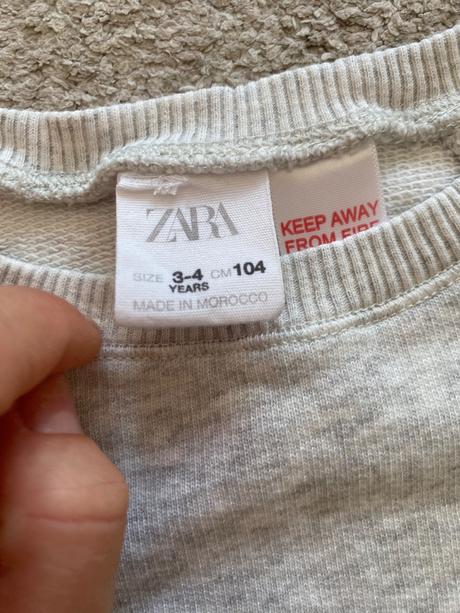 ZARA
SIZE 3-4 CM 104
YEARS
MADE IN MOROCCO
KEEP AWAY
FROM FIRE